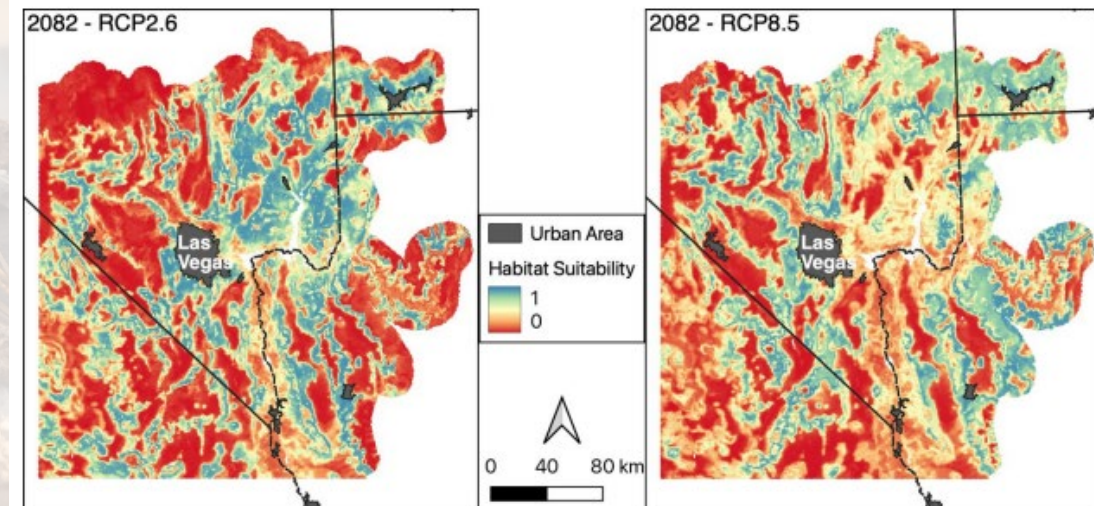 2082 - RCP2.6
Las
Vegas
Urban Area
Habitat Suitability
1
0
0 40 80 km
2082 - RCP8.5
Las
Vegas